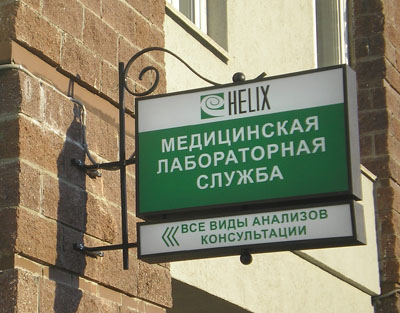 HELIX
МЕДИЦИНСКАЯ
ЛАБОРАТОРНАЯ
СЛУЖБА
ВСЕ ВИДЫ АНАЛИЗОВ
КОНСУЛЬТАЦИИ